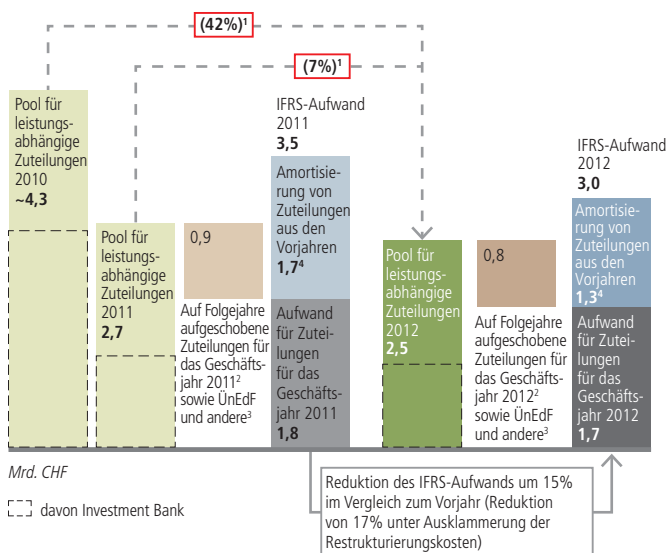 (42%)¹
(7%)¹
Pool für
leistungs-
abhängige
Zuteilungen
2010
~4,3
Pool für
leistungs-
abhängige
Zuteilungen
2011
2,7
0,9
Auf Folgejahre
aufgeschobene
Zuteilungen für
das Geschäfts-
jahr 2011²
sowie ÜnEdF
und andere³
IFRS-Aufwand
2011
3,5
Amortisie-
rung von
Zuteilungen
aus den
Vorjahren
1,7⁴
Aufwand
für Zutei-
lungen
für das
Geschäfts-
jahr 2011
1,8
Pool für
leistungs-
abhängige
Zuteilungen
2012
2,5
0,8
Auf Folgejahre
aufgeschobene
Zuteilungen für
das Geschäfts-
jahr 2012²
sowie ÜnEdF
und andere³
IFRS-Aufwand
2012
3,0
Amortisie-
rung von
Zuteilungen
aus den
Vorjahren
1,3⁴
Aufwand
für Zutei-
lungen
für das
Geschäfts-
jahr 2012
1,7
Mrd. CHF
davon Investment Bank
Reduktion des IFRS-Aufwands um 15%
im Vergleich zum Vorjahr (Reduktion
von 17% unter Ausklammerung der
Restrukturierungskosten)